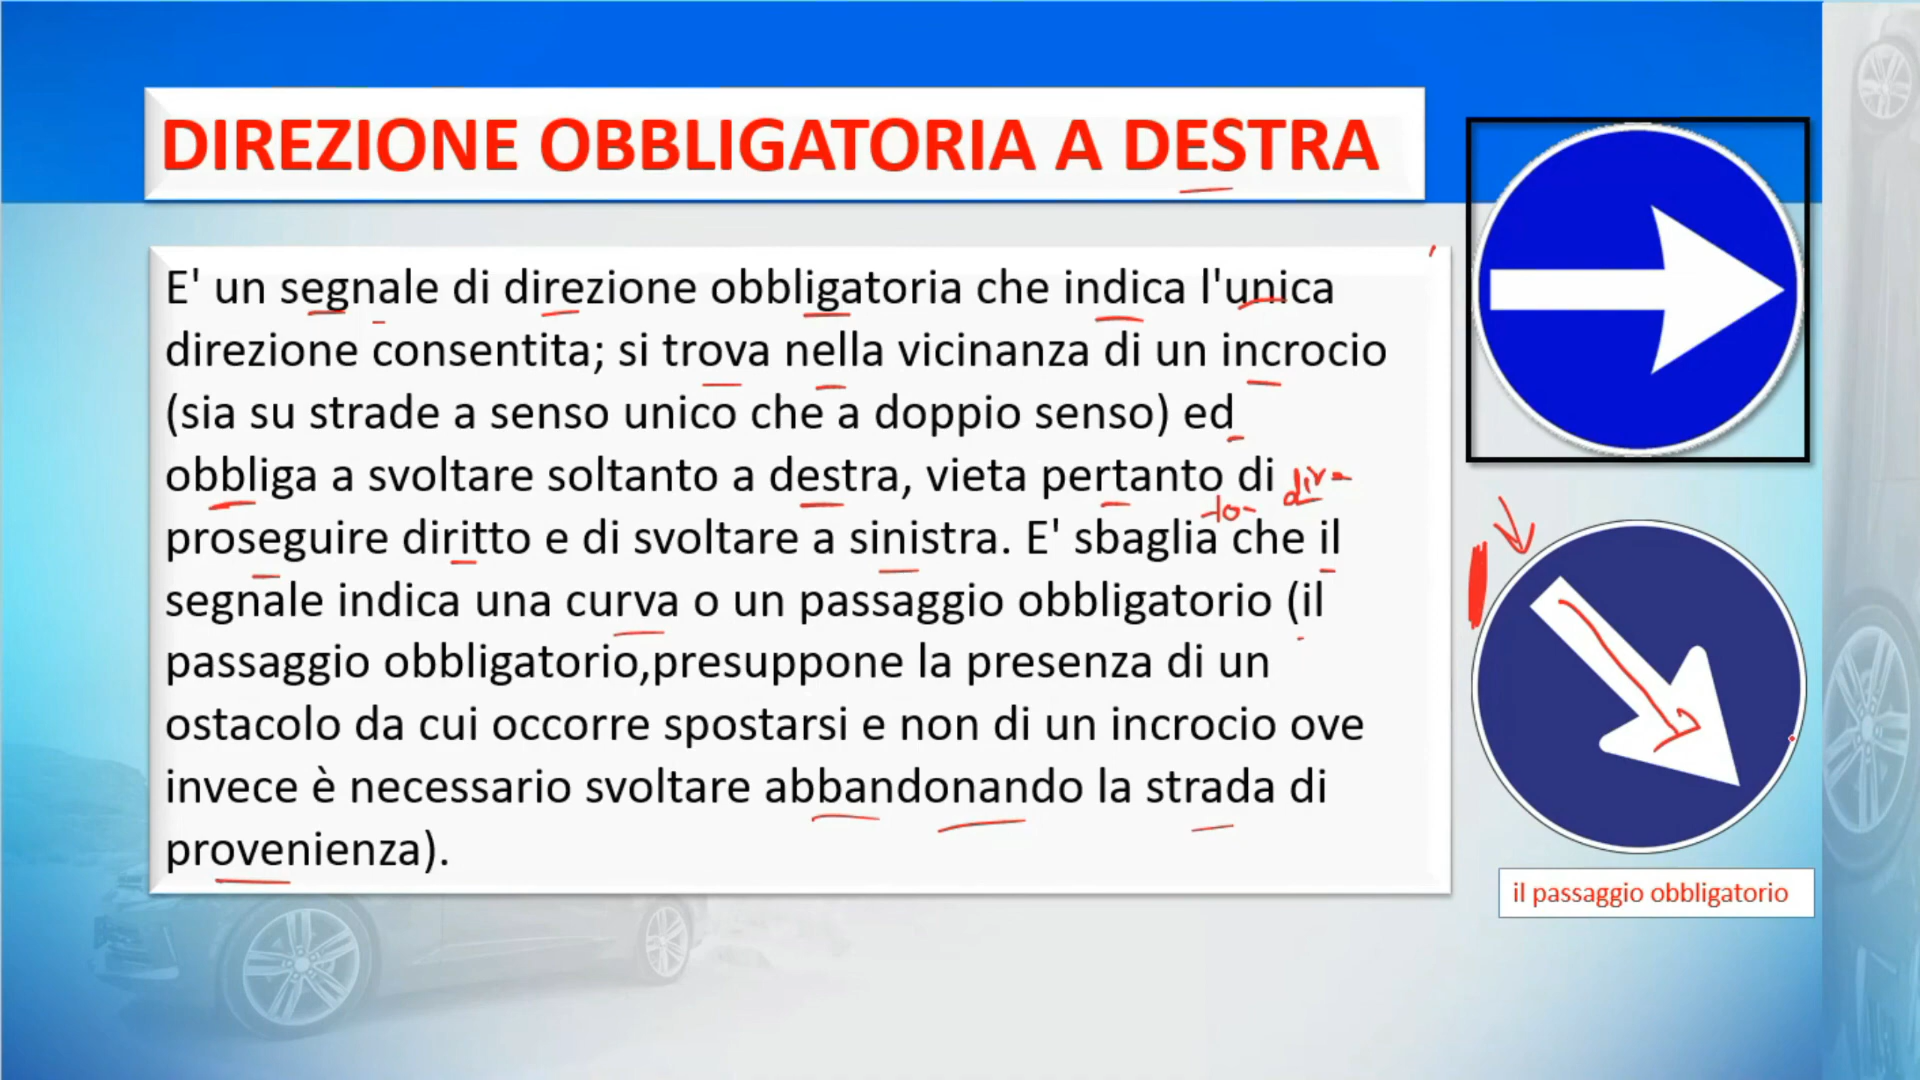 DIREZIONE OBBLIGATORIA A DESTRA
E' un segnale di direzione obbligatoria che indica l'unica
direzione consentita; si trova nella vicinanza di un incrocio
(sia su strade a senso unico che a doppio senso) ed
obbliga a svoltare soltanto a destra, vieta pertanto di dire
proseguire diritto e di svoltare a sinistra. E' sbaglia to che il
segnale indica una curva o un passaggio obbligatorio (il
passaggio obbligatorio,presuppone la presenza di un
ostacolo da cui occorre spostarsi e non di un incrocio ove
invece è necessario svoltare abbandonando la strada di
provenienza).
il passaggio obbligatorio